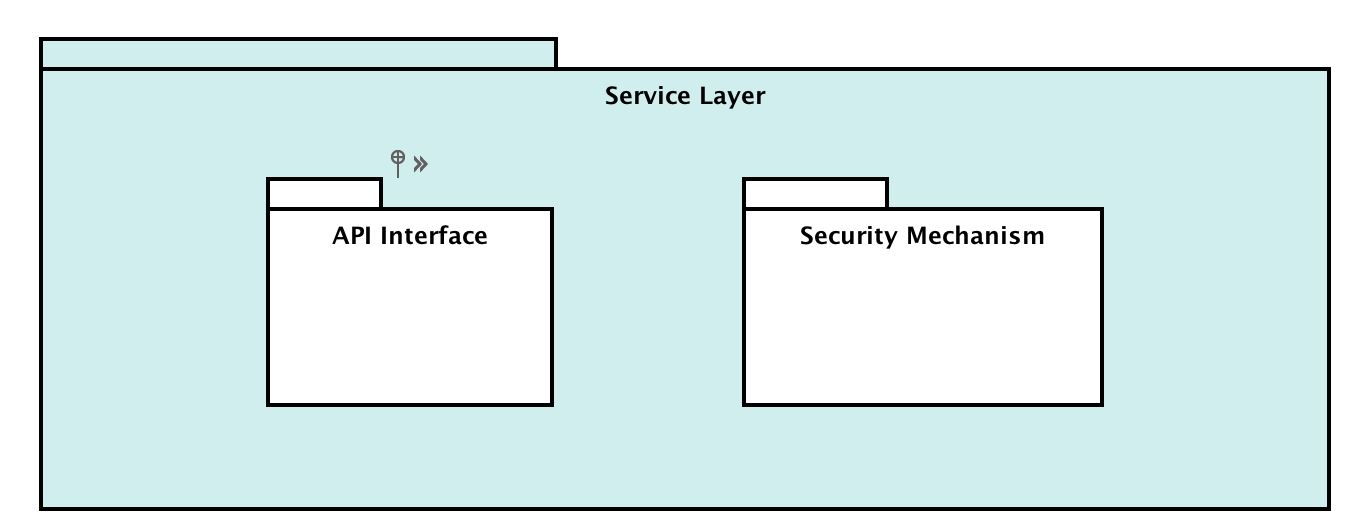 Service Layer
API Interface
Security Mechanism